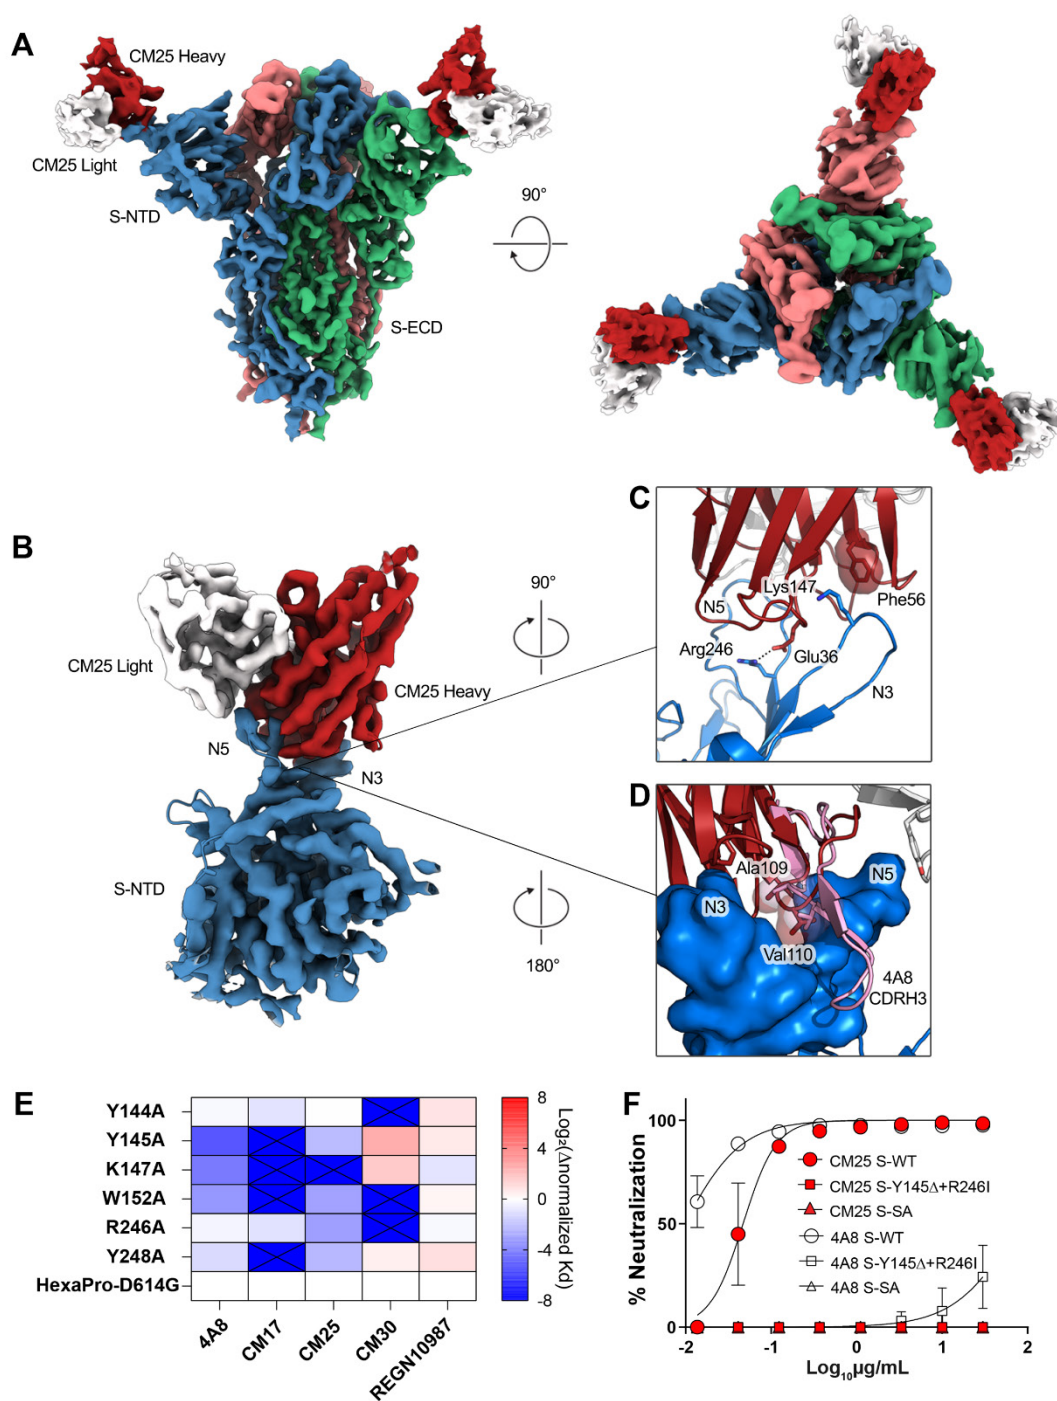 A
CM25 Heavy
CM25 Light
S-NTD
S-ECD
90°
B
CM25 Light
CM25 Heavy
N5
N3
S-NTD
90°
180°
C
Lys147
N5
Phe56
Arg246
Glu36
N3
D
Ala109
N3
N5
Val110
4A8
CDRH3
E
Y144A
Y145A
K147A
W152A
R246A
Y248A
HexaPro-D614G
4A8
CM17
CM25
CM30
REGN10987
8
4
0
-4
-8
Log₂(Δnormalized Kd)
F
% Neutralization
100
50
0
CM25 S-WT
CM25 S-Y145Δ+R246I
CM25 S-SA
4A8 S-WT
4A8 S-Y145Δ+R246I
4A8 S-SA
-2
-1
0
1
2
Log₁₀µg/mL